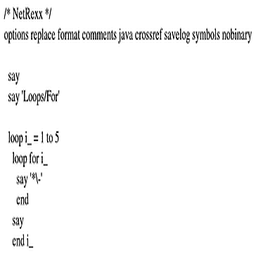 /* NetRexx */
options replace format comments java crossref savelog symbols nobinary
say
say 'Loops/For'
loop i_ = 1 to 5
loop for i_
say '*\-'
end
say
end i_